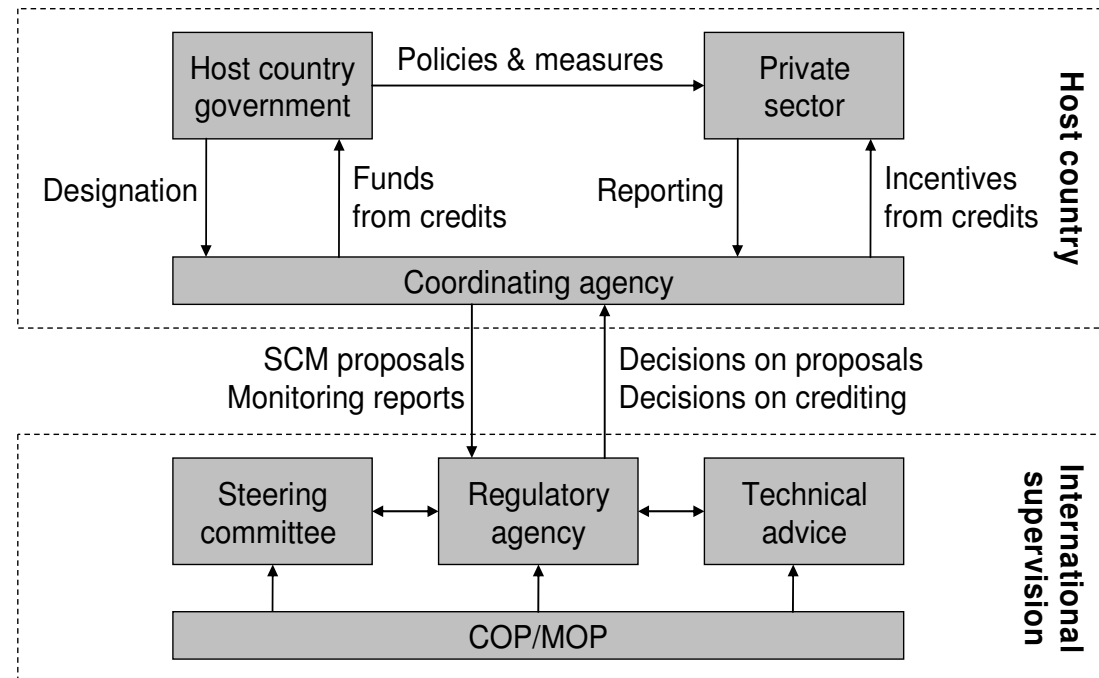 Host country
government
Policies & measures
Private
sector
Host country
Designation
Funds
from credits
Reporting
Incentives
from credits
Coordinating agency
SCM proposals
Monitoring reports
Decisions on proposals
Decisions on crediting
Steering
committee
Regulatory
agency
Technical
advice
International
supervision
COP/MOP